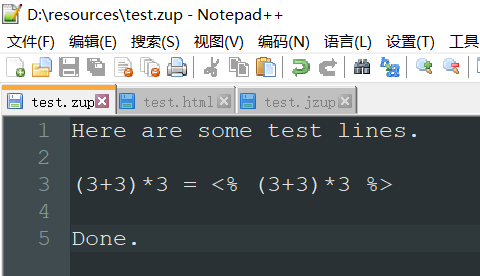 D:\resources\test.zup - Notepad++
文件(F) 编辑(E) 搜索(S) 视图(V) 编码(N) 语言(L) 设置(T) 工具
test.zup test.html test.jzup
1 Here are some test lines.
2
3 (3+3)*3 = <% (3+3)*3 %>
4
5 Done.